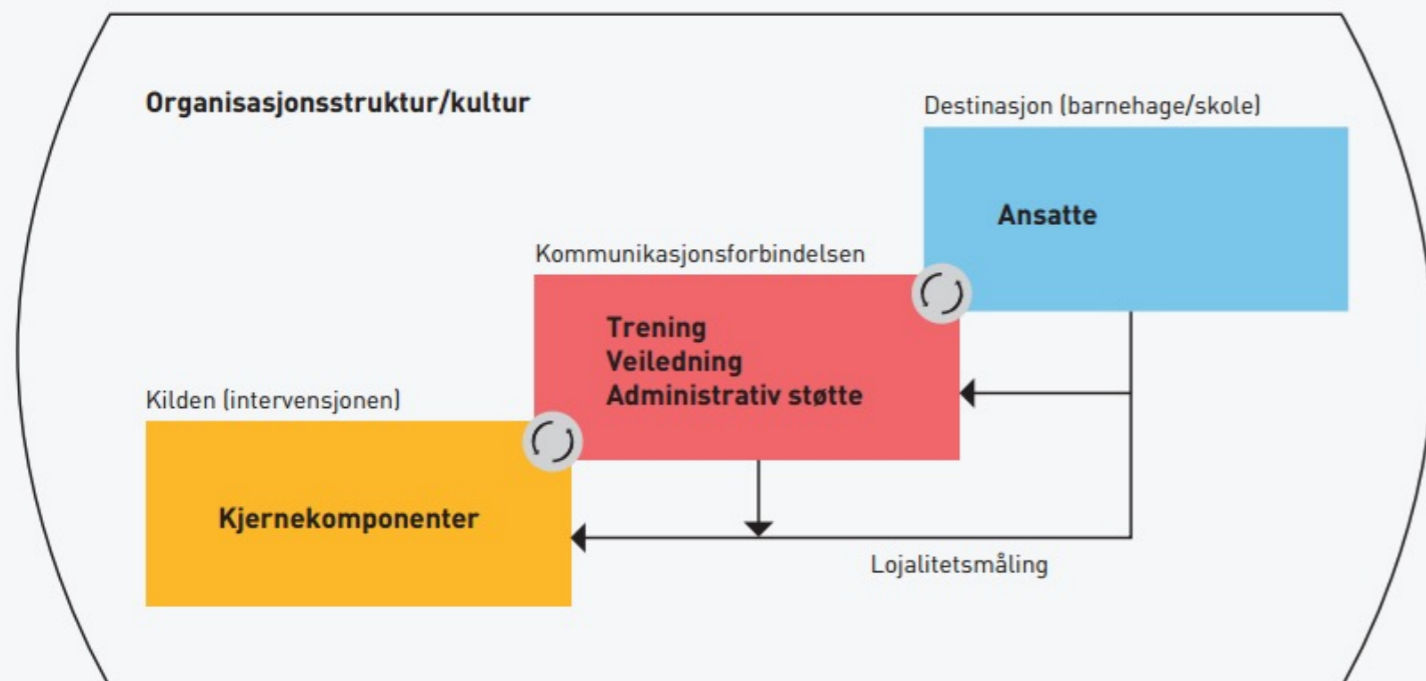 Organisasjonsstruktur/kultur
Destinasjon (barnehage/skole)
Ansatte
Kommunikasjonsforbindelsen
Trening
Veiledning
Administrativ støtte
Kilden (intervensjonen)
Kjernekomponenter
Lojalitetsmåling